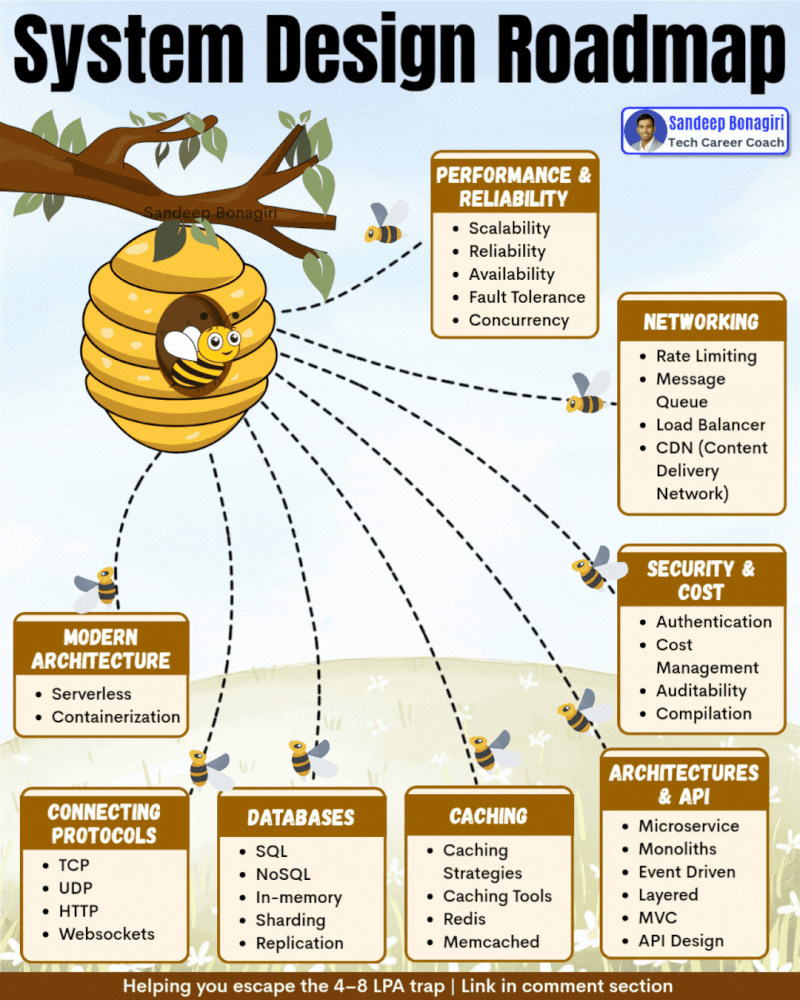 System Design Roadmap
Sandeep Bonagiri
Tech Career Coach
Sandeep Bonagiri
PERFORMANCE &
RELIABILITY
• Scalability
• Reliability
• Availability
• Fault Tolerance
• Concurrency
NETWORKING
• Rate Limiting
• Message
Queue
• Load Balancer
• CDN (Content
Delivery
Network)
SECURITY &
COST
• Authentication
• Cost
Management
• Auditability
• Compilation
MODERN
ARCHITECTURE
• Serverless
• Containerization
CONNECTING
PROTOCOLS
• TCP
• UDP
• HTTP
• Websockets
DATABASES
• SQL
• NoSQL
• In-memory
• Sharding
• Replication
CACHING
• Caching
Strategies
• Caching Tools
• Redis
• Memcached
ARCHITECTURES
& API
• Microservice
• Monoliths
• Event Driven
• Layered
• MVC
• API Design
Helping you escape the 4–8 LPA trap | Link in comment section